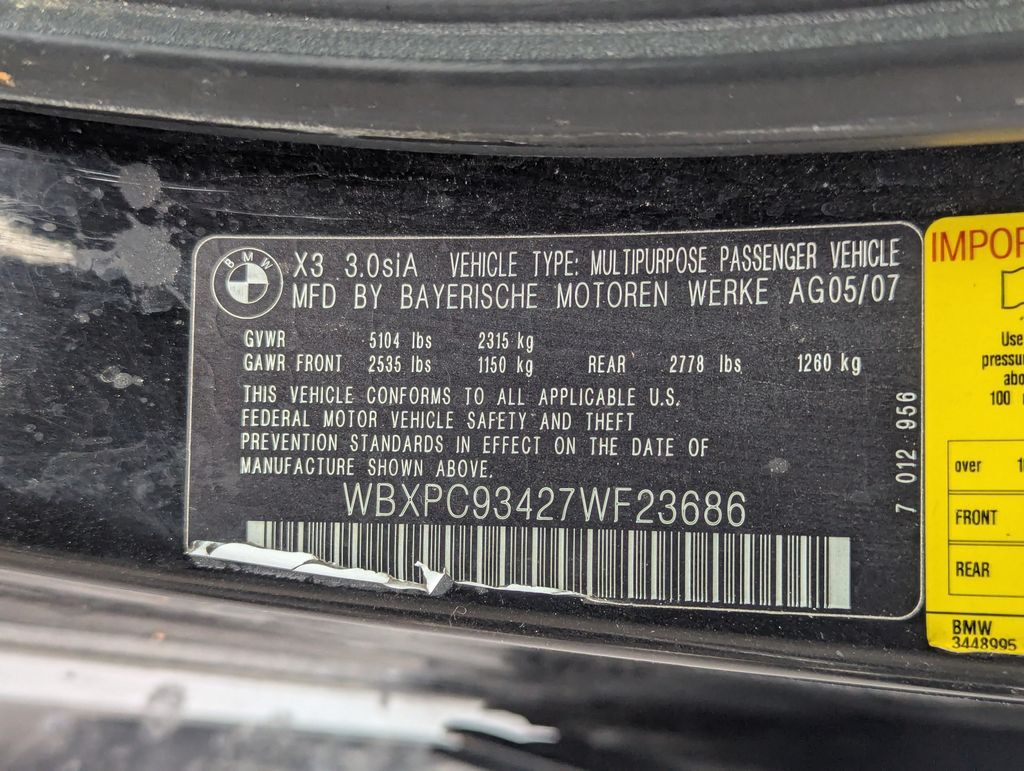 BMW
X3 3.0siA VEHICLE TYPE: MULTIPURPOSE PASSENGER VEHICLE
MFD BY BAYERISCHE MOTOREN WERKE AG05/07
GVWR 5104 lbs 2315 kg
GAWR FRONT 2535 lbs 1150 kg REAR 2778 lbs 1260 kg
THIS VEHICLE CONFORMS TO ALL APPLICABLE U.S.
FEDERAL MOTOR VEHICLE SAFETY AND THEFT
PREVENTION STANDARDS IN EFFECT ON THE DATE OF
MANUFACTURE SHOWN ABOVE.
WBXPC93427WF23686
7 012 956
Use
over
FRONT
REAR
BMW
3448995